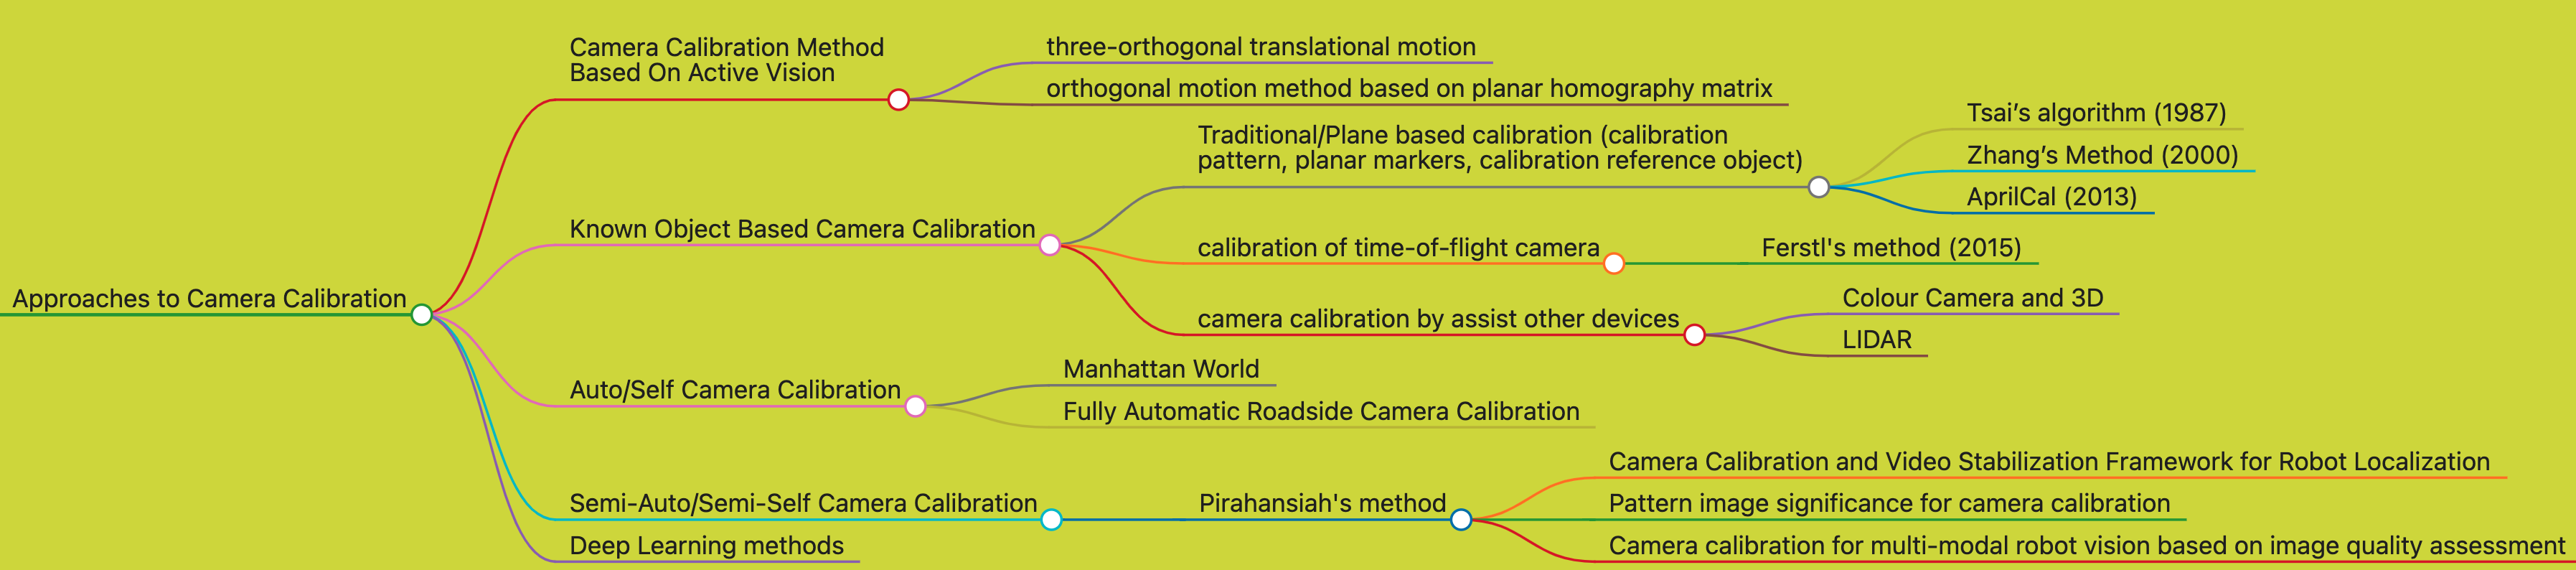 Approaches to Camera Calibration
Camera Calibration Method
Based On Active Vision
three-orthogonal translational motion
orthogonal motion method based on planar homography matrix
Known Object Based Camera Calibration
Traditional/Plane based calibration (calibration
pattern, planar markers, calibration reference object)
Tsai’s algorithm (1987)
Zhang’s Method (2000)
AprilCal (2013)
calibration of time-of-flight camera
Ferstl's method (2015)
camera calibration by assist other devices
Colour Camera and 3D
LIDAR
Auto/Self Camera Calibration
Manhattan World
Fully Automatic Roadside Camera Calibration
Semi-Auto/Semi-Self Camera Calibration
Pirahansiah's method
Camera Calibration and Video Stabilization Framework for Robot Localization
Pattern image significance for camera calibration
Camera calibration for multi-modal robot vision based on image quality assessment
Deep Learning methods